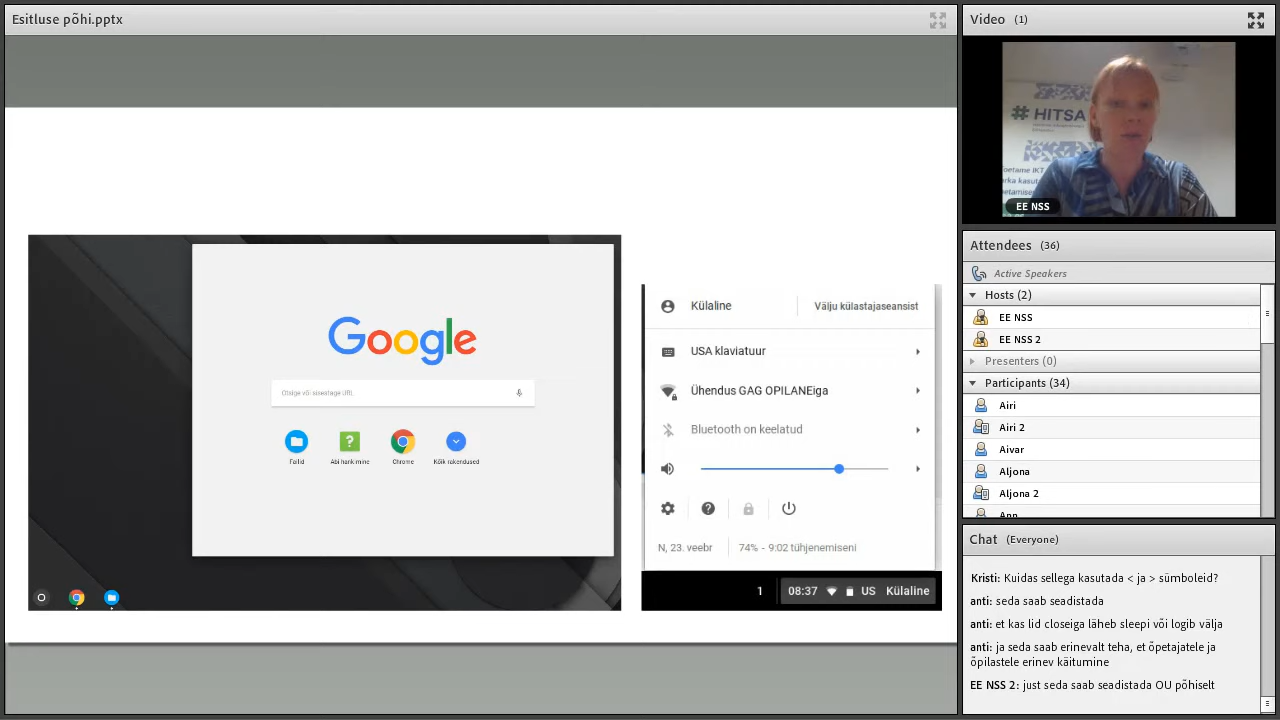 Esitluse põhi.pptx
Google
Otsige või sisestage URL
Failid
Abi hankimine
Chrome
Kõik rakendused
Külaline
Välju külastajaseansist
USA klaviatuur
Ühendus GAG OPILANEiga
Bluetooth on keelatud
N, 23. veebr
74% - 9:02 tühjenemiseni
1
08:37
US
Külaline
Video (1)
# HITSA
Toetame IKT
EE NSS
Attendees (36)
Active Speakers
Hosts (2)
EE NSS
EE NSS 2
Presenters (0)
Participants (34)
Airi
Airi 2
Aivar
Aljona
Aljona 2
Ann
Chat (Everyone)
Kristi: Kuidas sellega kasutada < ja > sümboleid?
anti: seda saab seadistada
anti: et kas lid closeiga läheb sleepi või logib välja
anti: ja seda saab erinevalt teha, et õpetajatele ja
õpilastele erinev käitumine
EE NSS 2: just seda saab seadistada OU põhiselt